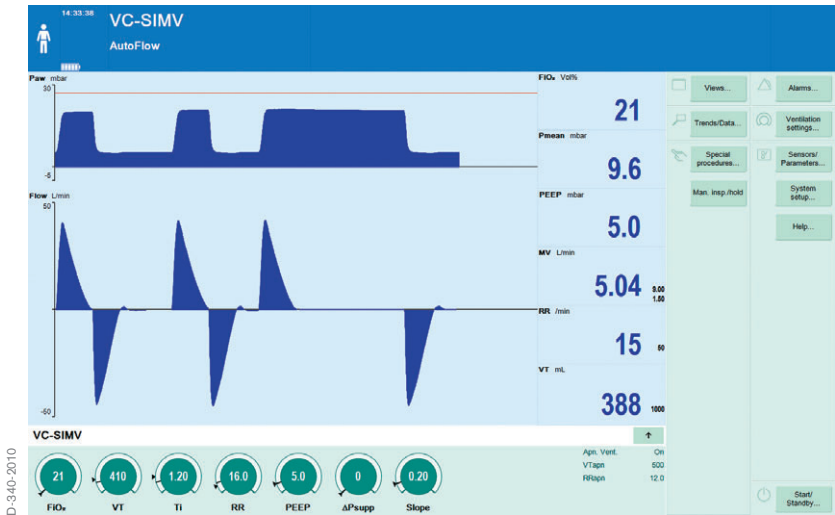 14:33:38
VC-SIMV
AutoFlow
Paw mbar
30
-5
Flow L/min
50
-50
FiO₂ Vol%
21
Pmean mbar
9.6
PEEP mbar
5.0
MV L/min
5.04
9.00
1.50
RR /min
15
50
VT mL
388
1000
Views...
Alarms...
Trends/Data...
Ventilation
settings...
Special
procedures...
Sensors/
Parameters...
Man. insp./hold
System
setup...
Help...
VC-SIMV
21
410
1.20
16.0
5.0
0
0.20
FiO₂
VT
Ti
RR
PEEP
ΔPsupp
Slope
Apn. Vent. On
VTapn 500
RRapn 12.0
Start/
Standby...
D-340-2010